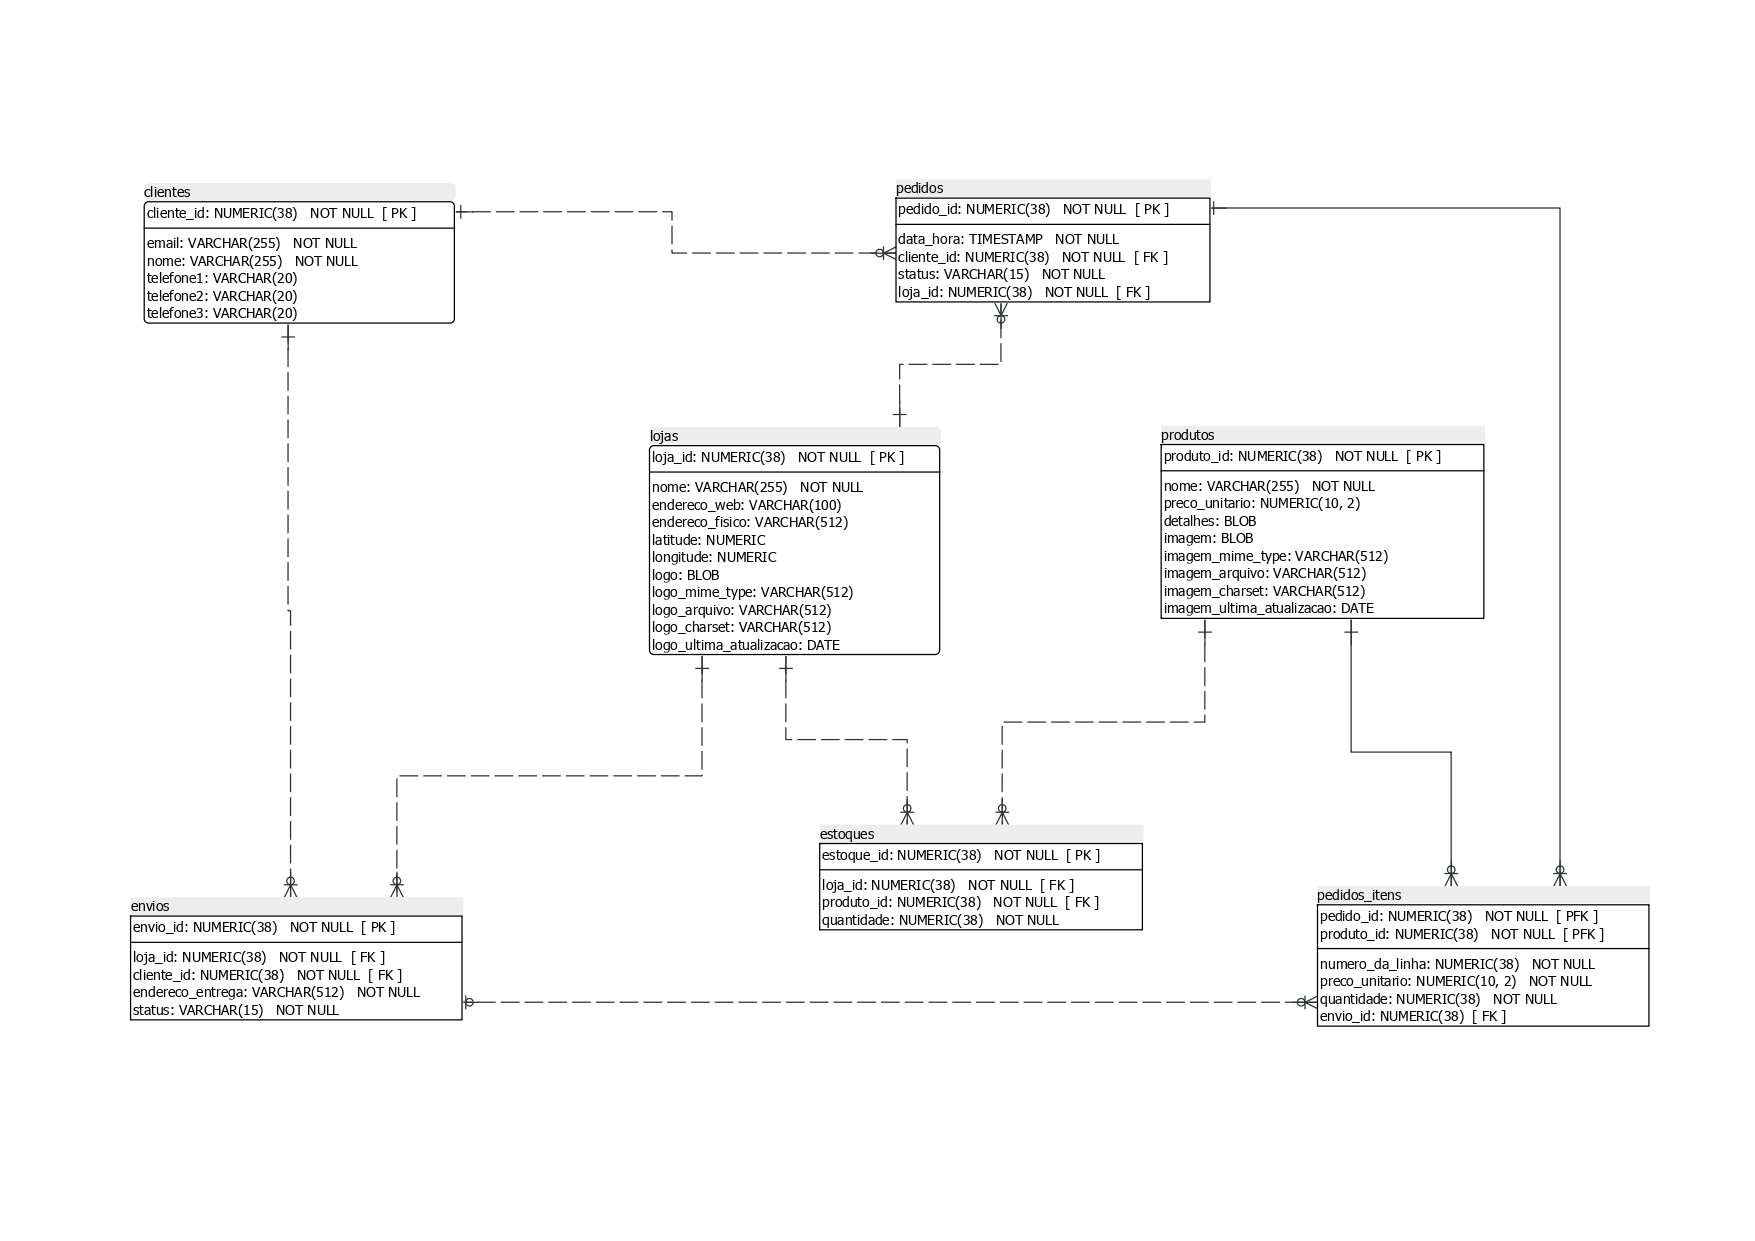 clientes
cliente_id: NUMERIC(38)   NOT NULL  [ PK ]
email: VARCHAR(255)   NOT NULL
nome: VARCHAR(255)   NOT NULL
telefone1: VARCHAR(20)
telefone2: VARCHAR(20)
telefone3: VARCHAR(20)
pedidos
pedido_id: NUMERIC(38)   NOT NULL  [ PK ]
data_hora: TIMESTAMP   NOT NULL
cliente_id: NUMERIC(38)   NOT NULL  [ FK ]
status: VARCHAR(15)   NOT NULL
loja_id: NUMERIC(38)   NOT NULL  [ FK ]
lojas
loja_id: NUMERIC(38)   NOT NULL  [ PK ]
nome: VARCHAR(255)   NOT NULL
endereco_web: VARCHAR(100)
endereco_fisico: VARCHAR(512)
latitude: NUMERIC
longitude: NUMERIC
logo: BLOB
logo_mime_type: VARCHAR(512)
logo_arquivo: VARCHAR(512)
logo_charset: VARCHAR(512)
logo_ultima_atualizacao: DATE
produtos
produto_id: NUMERIC(38)   NOT NULL  [ PK ]
nome: VARCHAR(255)   NOT NULL
preco_unitario: NUMERIC(10, 2)
detalhes: BLOB
imagem: BLOB
imagem_mime_type: VARCHAR(512)
imagem_arquivo: VARCHAR(512)
imagem_charset: VARCHAR(512)
imagem_ultima_atualizacao: DATE
estoques
estoque_id: NUMERIC(38)   NOT NULL  [ PK ]
loja_id: NUMERIC(38)   NOT NULL  [ FK ]
produto_id: NUMERIC(38)   NOT NULL  [ FK ]
quantidade: NUMERIC(38)   NOT NULL
envios
envio_id: NUMERIC(38)   NOT NULL  [ PK ]
loja_id: NUMERIC(38)   NOT NULL  [ FK ]
cliente_id: NUMERIC(38)   NOT NULL  [ FK ]
endereco_entrega: VARCHAR(512)   NOT NULL
status: VARCHAR(15)   NOT NULL
pedidos_itens
pedido_id: NUMERIC(38)   NOT NULL  [ PFK ]
produto_id: NUMERIC(38)   NOT NULL  [ PFK ]
numero_da_linha: NUMERIC(38)   NOT NULL
preco_unitario: NUMERIC(10, 2)   NOT NULL
quantidade: NUMERIC(38)   NOT NULL
envio_id: NUMERIC(38)  [ FK ]